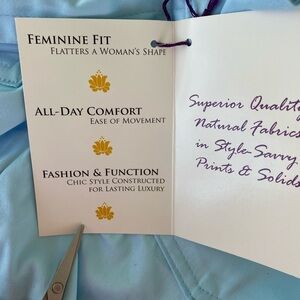 FEMININE FIT
FLATTERS A WOMAN'S SHAPE
ALL-DAY COMFORT
EASE OF MOVEMENT
FASHION & FUNCTION
CHIC STYLE CONSTRUCTED
FOR LASTING LUXURY
Superior Quality
Natural Fabrics
in Style-Savvy
Prints & Solids